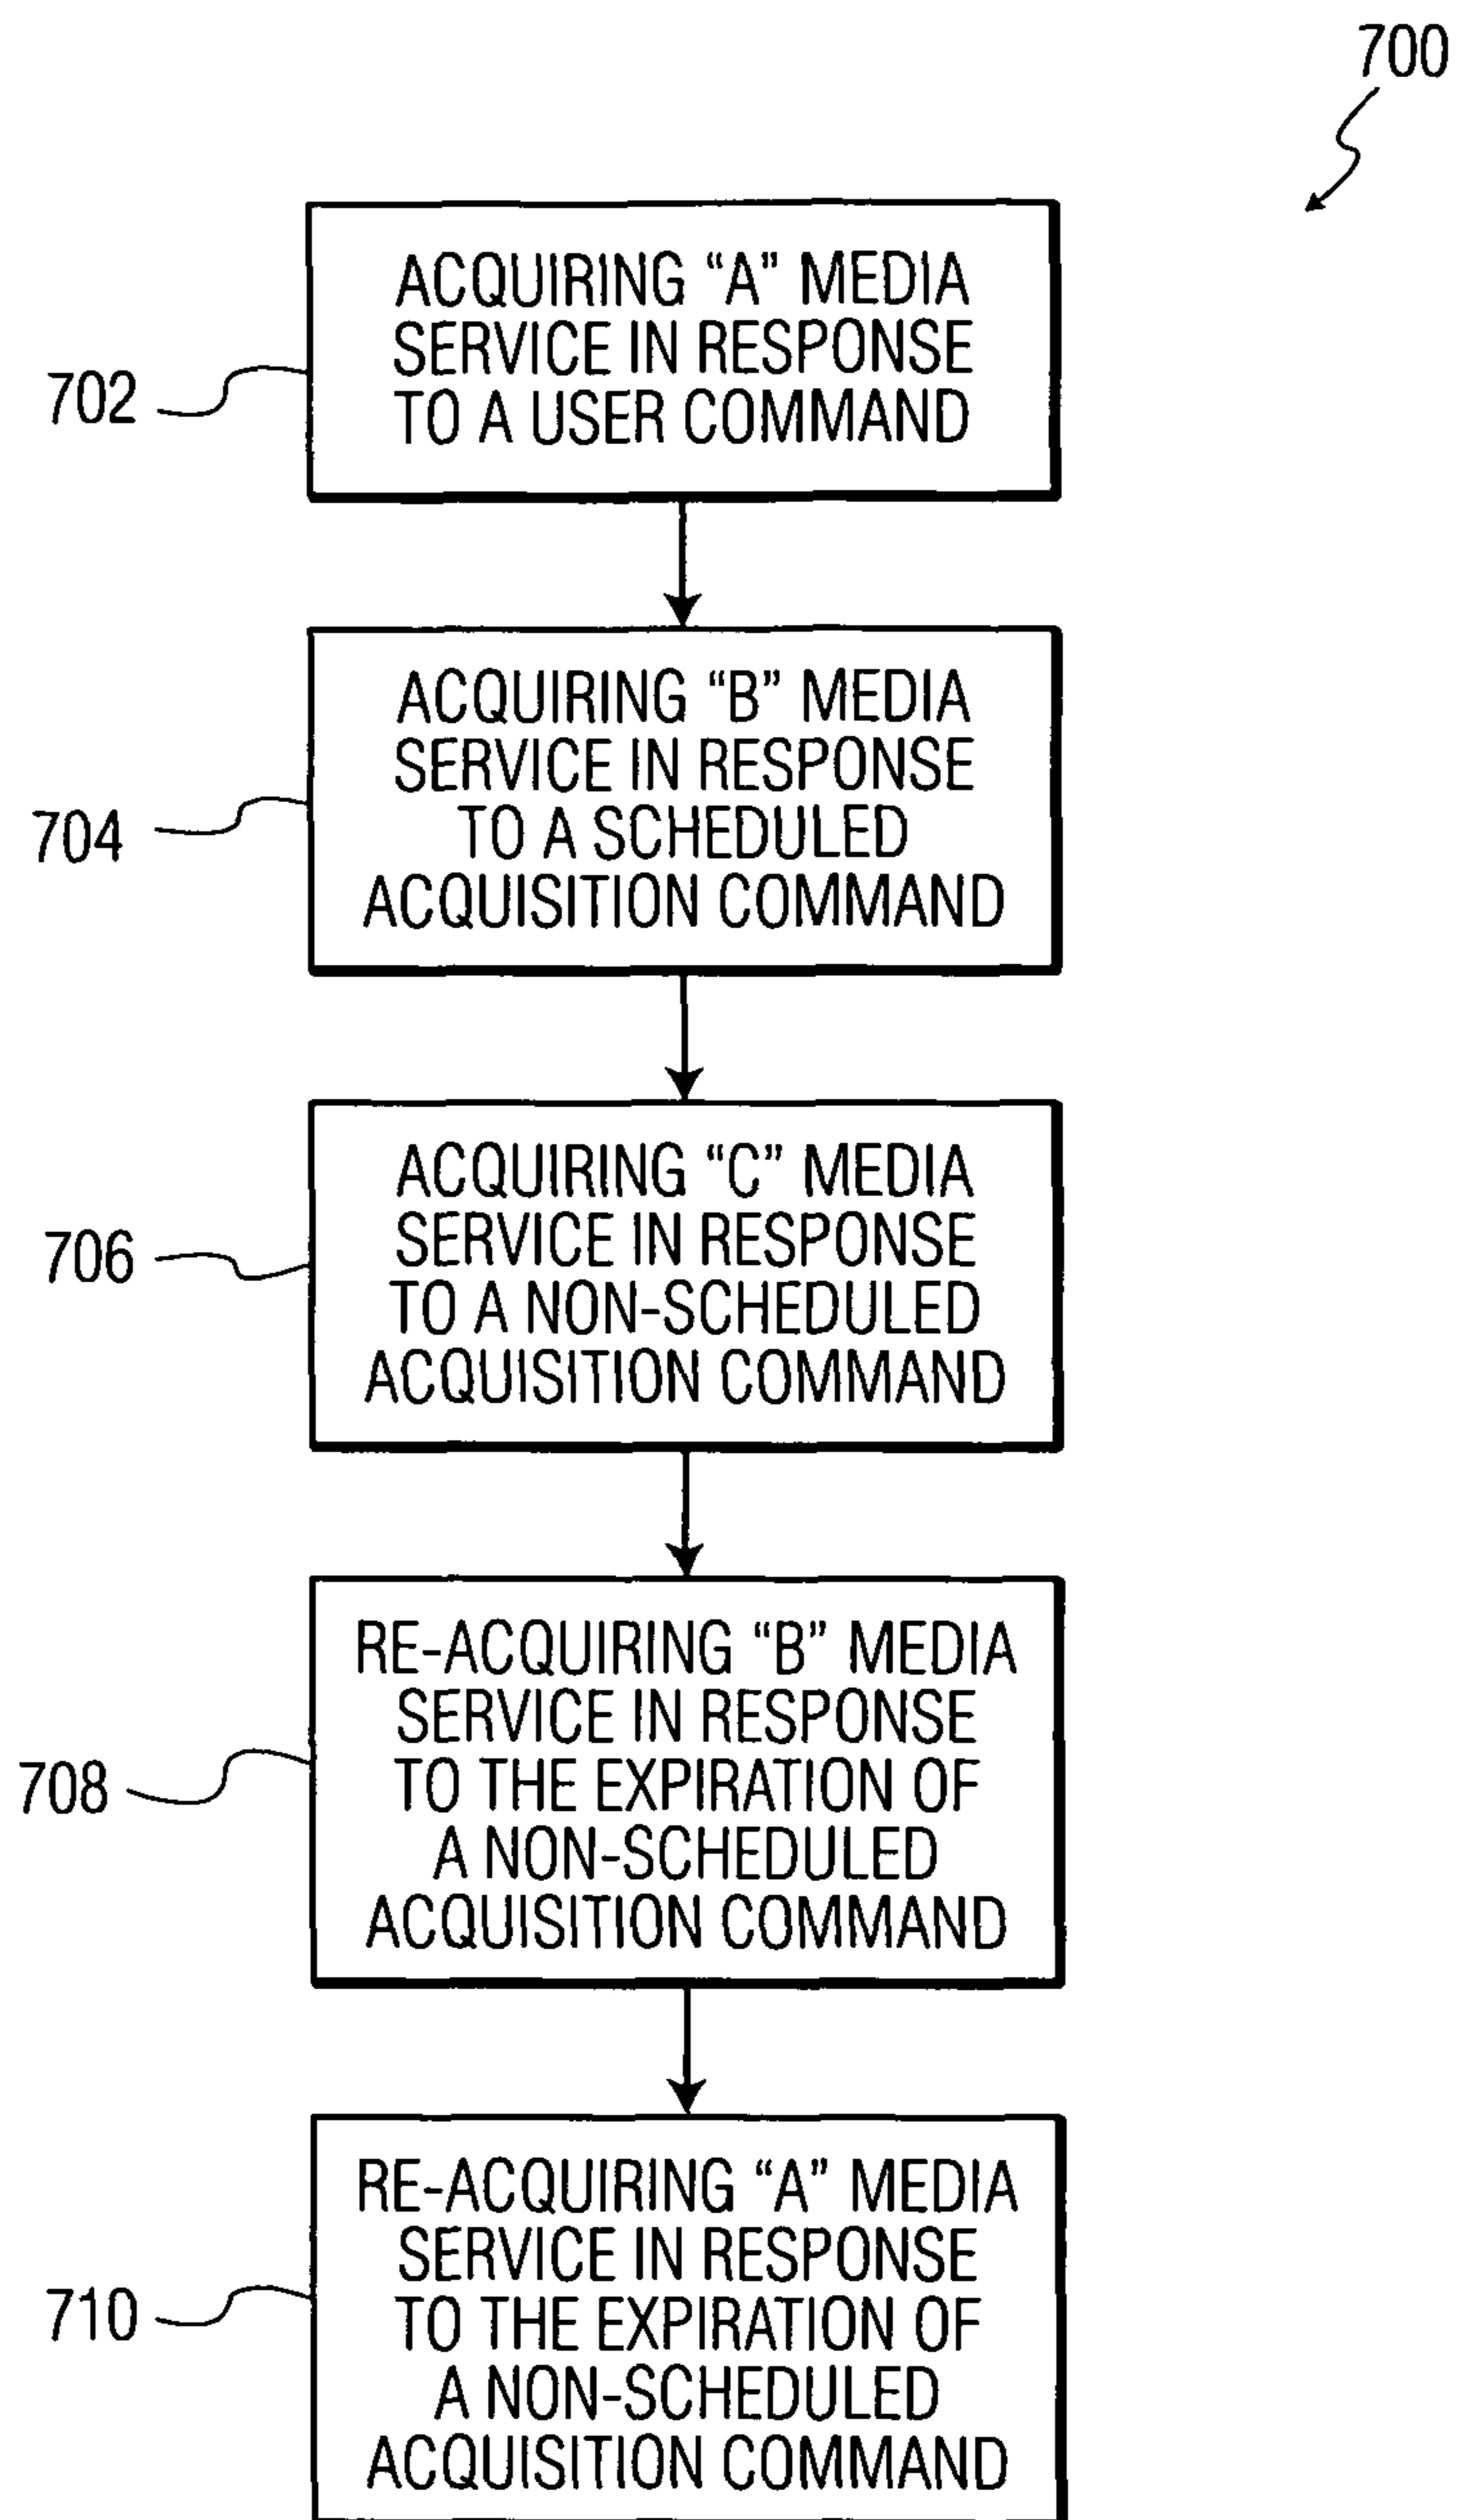 700
ACQUIRING “A” MEDIA
SERVICE IN RESPONSE
TO A USER COMMAND
702
ACQUIRING “B” MEDIA
SERVICE IN RESPONSE
TO A SCHEDULED
ACQUISITION COMMAND
704
ACQUIRING “C” MEDIA
SERVICE IN RESPONSE
TO A NON-SCHEDULED
ACQUISITION COMMAND
706
RE-ACQUIRING “B” MEDIA
SERVICE IN RESPONSE
TO THE EXPIRATION OF
A NON-SCHEDULED
ACQUISITION COMMAND
708
RE-ACQUIRING “A” MEDIA
SERVICE IN RESPONSE
TO THE EXPIRATION OF
A NON-SCHEDULED
ACQUISITION COMMAND
710